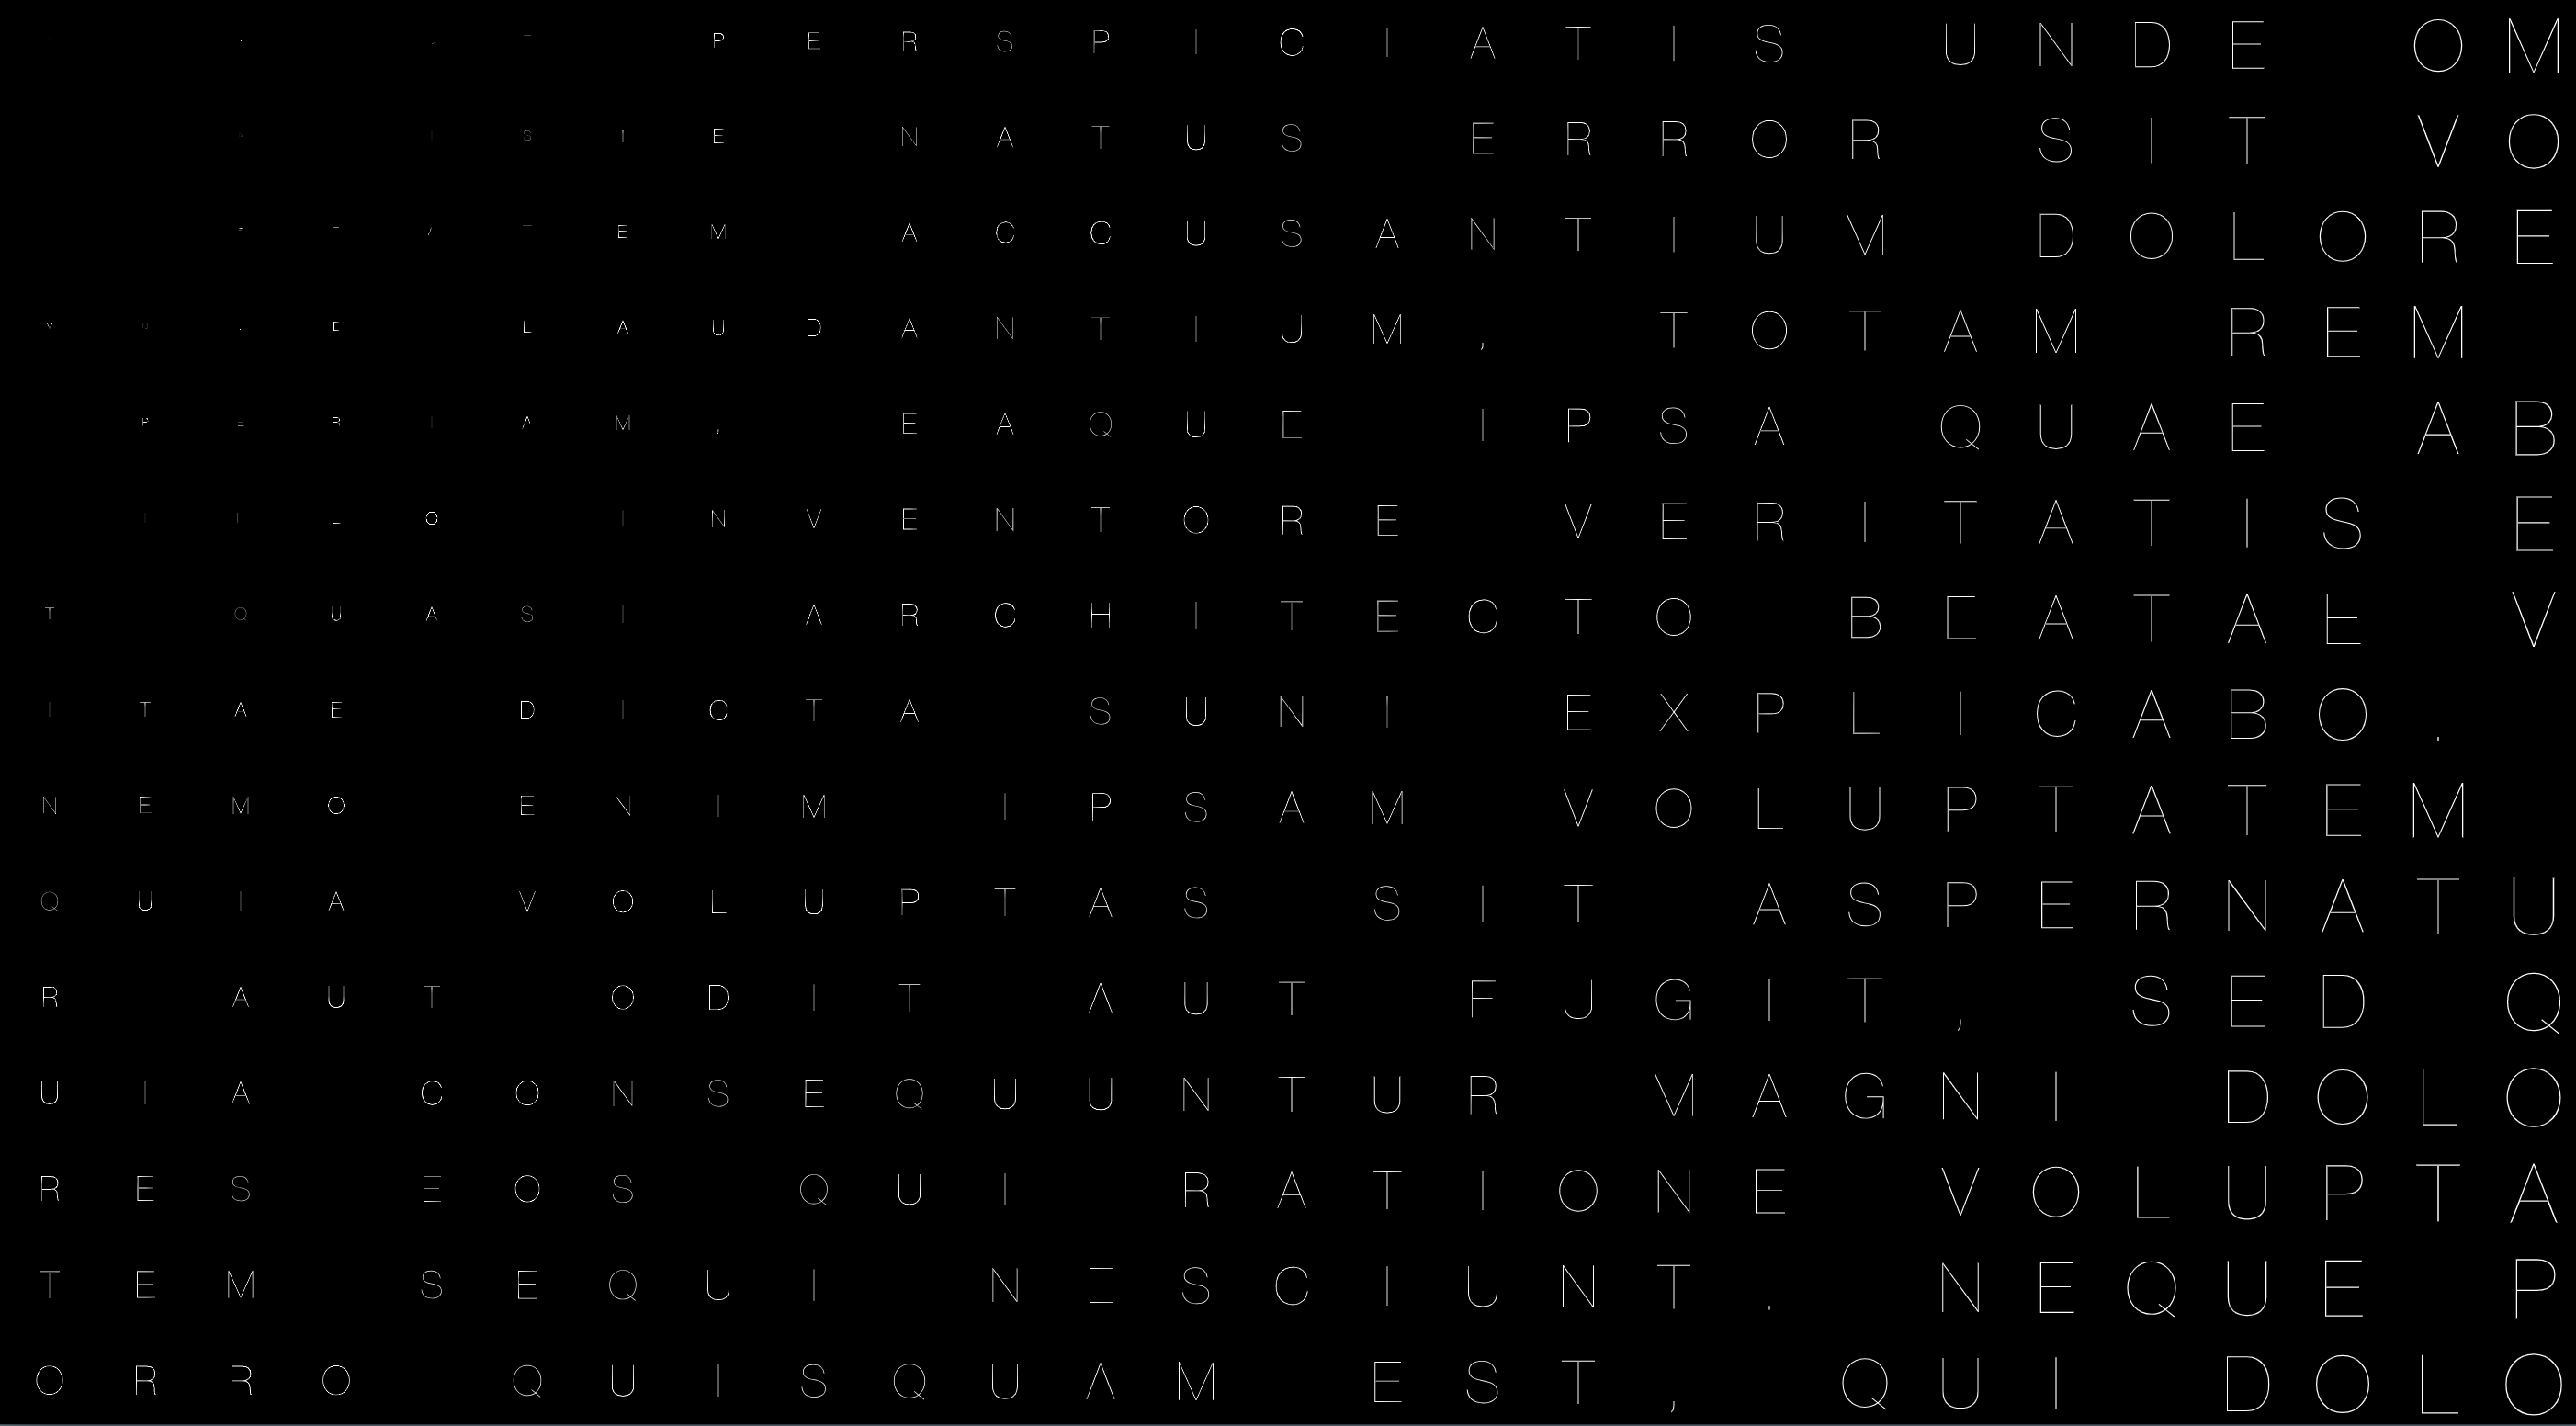 PERSPICIATIS UNDE OM
ISTE NATUS ERROR SIT VO
EM ACCUSANTIUM DOLORE
LAUDANTIUM, TOTAM REM
PERIAM, EAQUE IPSA QUAE AB
ILLO INVENTORE VERITATIS E
T QUASI ARCHITECTO BEATAE V
ITAE DICTA SUNT EXPLICABO.
NEMO ENIM IPSAM VOLUPTATEM
QUIA VOLUPTAS SIT ASPERNATU
R AUT ODIT AUT FUGIT, SED Q
UIA CONSEQUUNTUR MAGNI DOLO
RES EOS QUI RATIONE VOLUPTA
TEM SEQUI NESCIUNT. NEQUE P
ORRO QUISQUAM EST, QUI DOLO